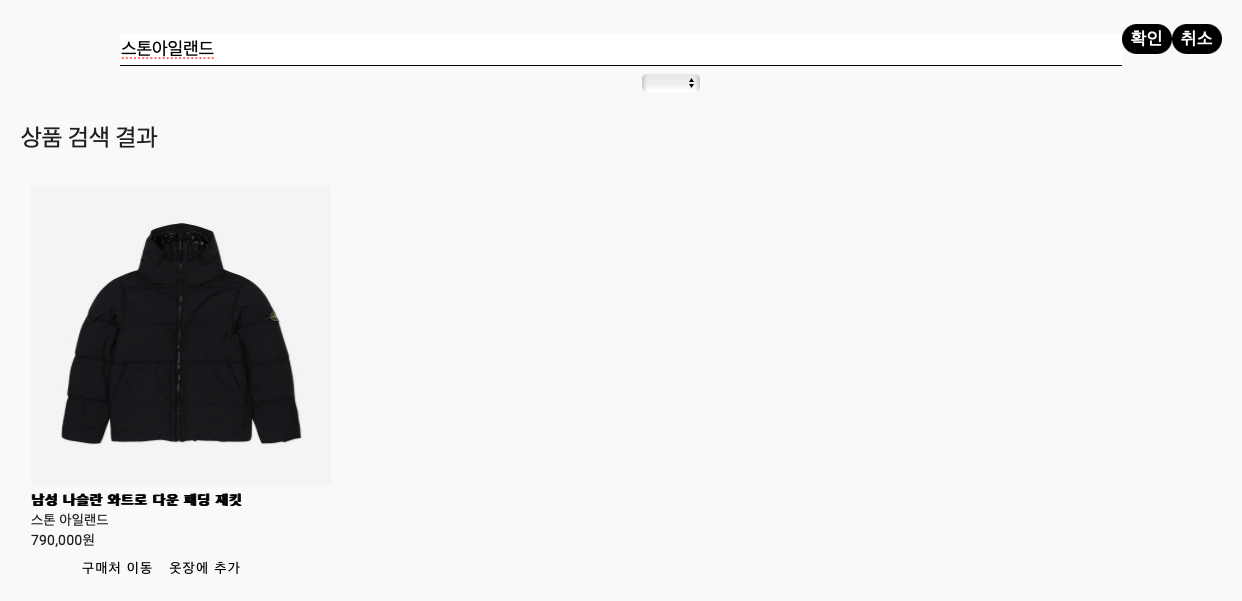 스톤아일랜드
확인 취소
상품 검색 결과
남성 나슬란 와트로 다운 패딩 재킷
스톤 아일랜드
790,000원
구매처 이동 옷장에 추가